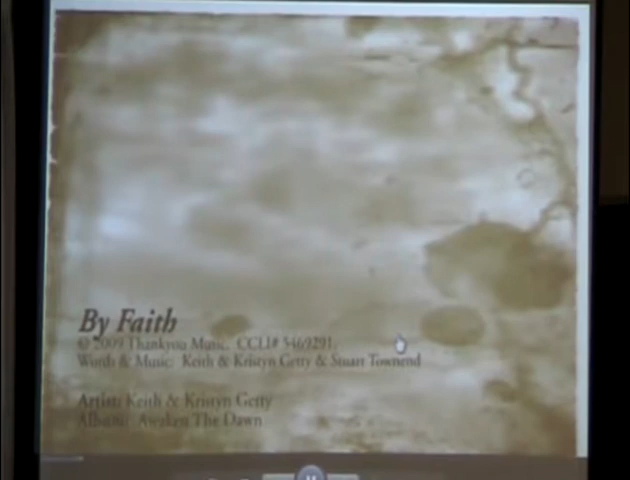 By Faith
© 2009 Thankyou Music. CCLI# 5469291.
Words & Music: Keith & Kristyn Getty & Stuart Townend
Artist: Keith & Kristyn Getty
Album: Awaken The Dawn